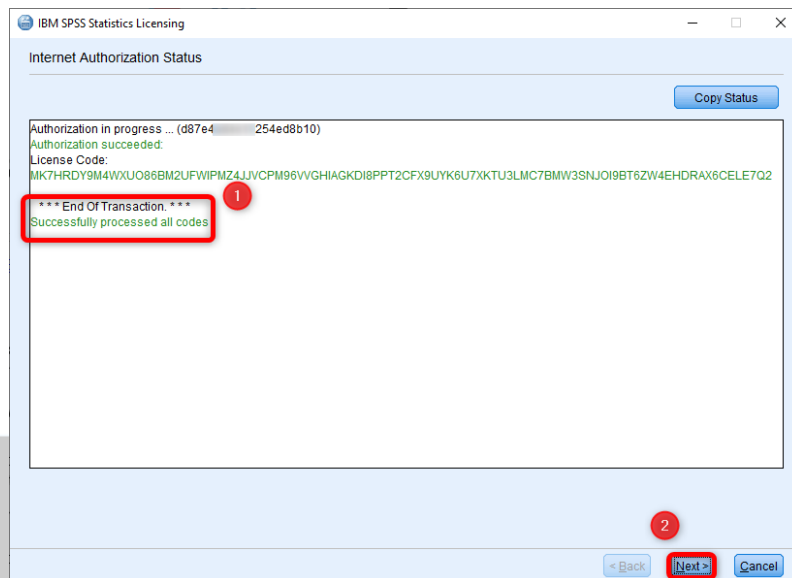 IBM SPSS Statistics Licensing
Internet Authorization Status
Copy Status
Authorization in progress ... (d87e4 254ed8b10)
Authorization succeeded:
License Code:
MK7HRDY9M4WXUO86BM2UFWIPMZ4JJVCPM96VVGHIAGKDI8PPT2CFX9UYK6U7XKTU3LMC7BMW3SNJOI9BT6ZW4EHDRAX6CELE7Q2
* * * End Of Transaction. * * *
Successfully processed all codes
1
2
< Back
Next >
Cancel